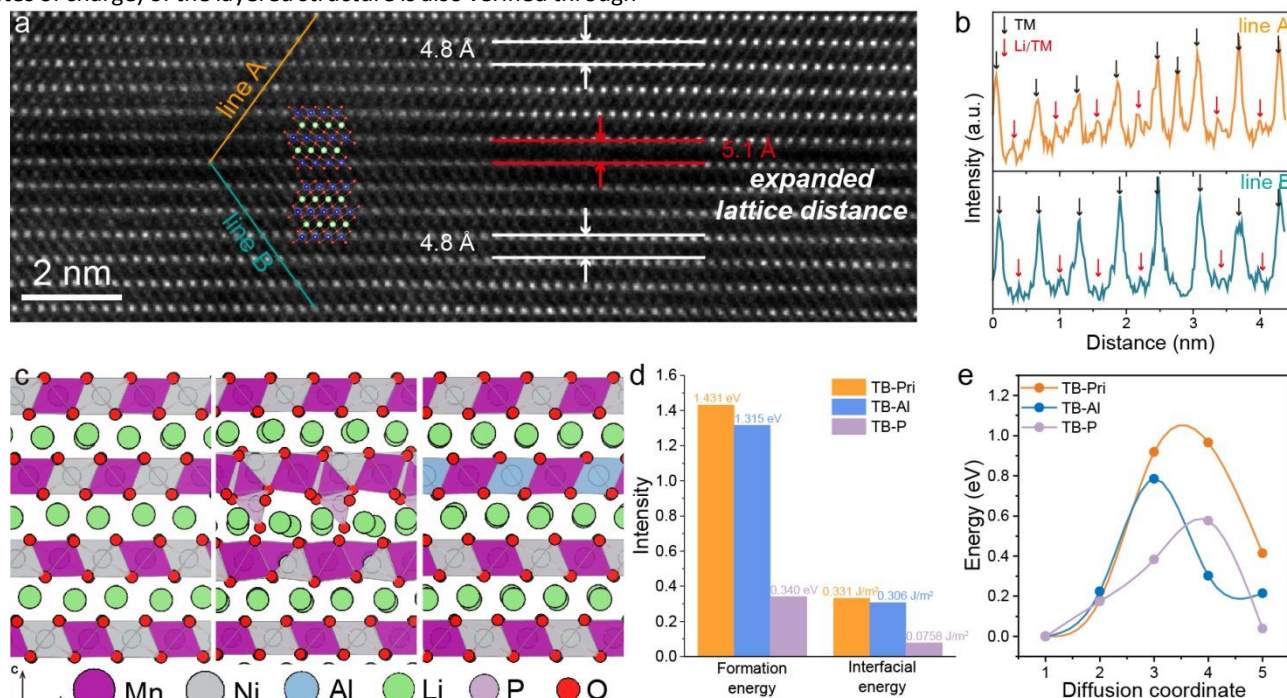 tes of charge) of the layered structure is also verified through
a
line A
line B
2 nm
4.8 Å
5.1 Å
expanded
lattice distance
4.8 Å
b
TM
Li/TM
line A
line B
Intensity (a.u.)
0 1 2 3 4
Distance (nm)
c
c
Mn Ni Al Li P O
d
1.6
1.4
1.2
1.0
0.8
0.6
0.4
0.2
0.0
Intensity
TB-Pri
TB-Al
TB-P
1.431 eV
1.315 eV
0.340 eV
0.331 J/m²
0.306 J/m²
0.0758 J/m²
Formation
energy
Interfacial
energy
e
TB-Pri
TB-Al
TB-P
1.2
1.0
0.8
0.6
0.4
0.2
0.0
Energy (eV)
1 2 3 4 5
Diffusion coordinate